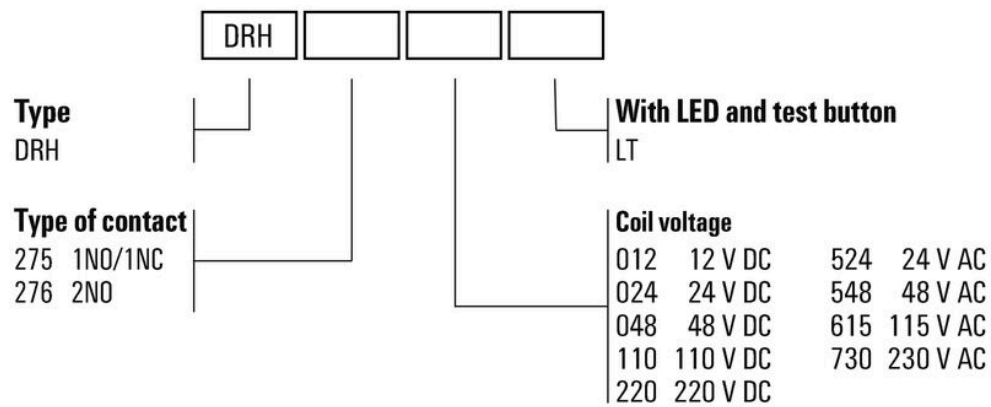 DRH
Type
DRH
With LED and test button
LT
Type of contact
275 1NO/1NC
276 2NO
Coil voltage
012 12 V DC 524 24 V AC
024 24 V DC 548 48 V AC
048 48 V DC 615 115 V AC
110 110 V DC 730 230 V AC
220 220 V DC